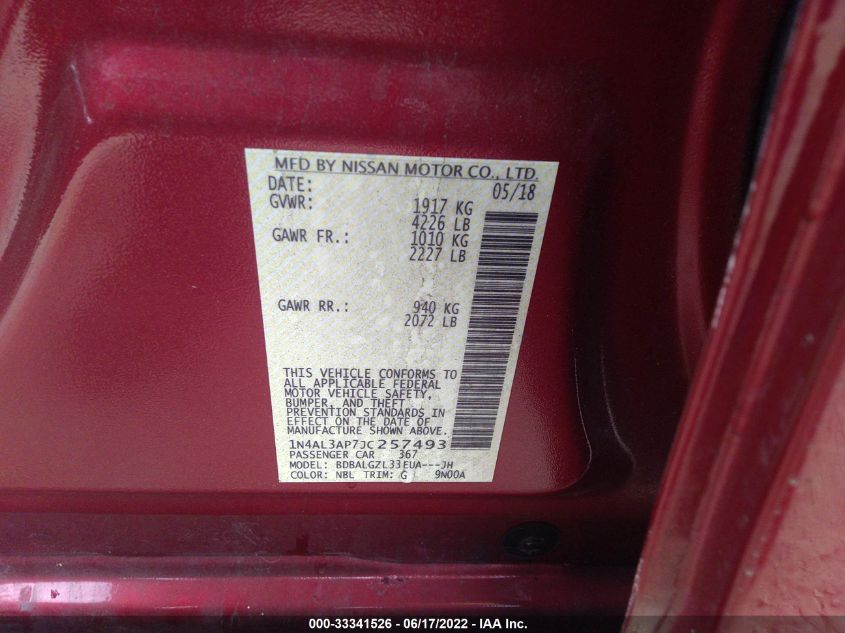 MFD BY NISSAN MOTOR CO., LTD.
DATE: 05/18
GVWR: 1917 KG
4226 LB
GAWR FR.: 1010 KG
2227 LB
GAWR RR.: 940 KG
2072 LB
THIS VEHICLE CONFORMS TO
ALL APPLICABLE FEDERAL
MOTOR VEHICLE SAFETY,
BUMPER, AND THEFT
PREVENTION STANDARDS IN
EFFECT ON THE DATE OF
MANUFACTURE SHOWN ABOVE.
1N4AL3AP7JC257493
PASSENGER CAR 367
MODEL: BDBALGZL33EUA---JH
COLOR: NBL TRIM: G 9N00A
000-33341526 - 06/17/2022 - IAA Inc.